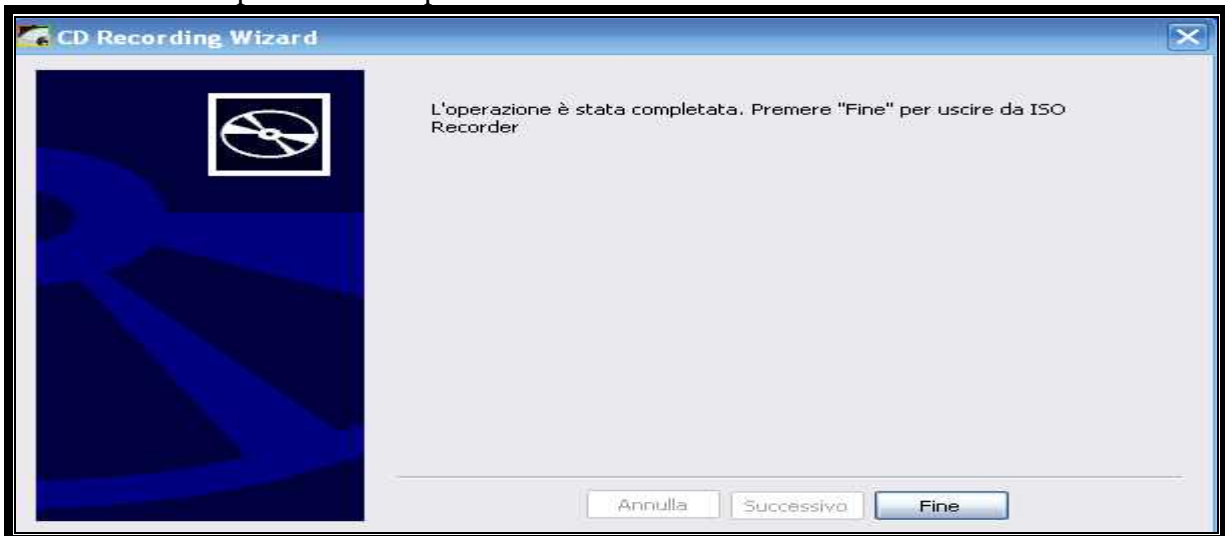 CD Recording Wizard
L'operazione è stata completata. Premere "Fine" per uscire da ISO
Recorder
Annulla
Successivo
Fine